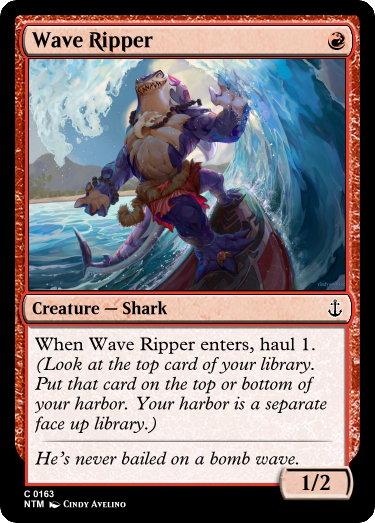 Wave Ripper
Creature — Shark
When Wave Ripper enters, haul 1.
(Look at the top card of your library.
Put that card on the top or bottom of
your harbor. Your harbor is a separate
face up library.)
He's never bailed on a bomb wave.
1/2
C 0163
NTM Cindy Avelino